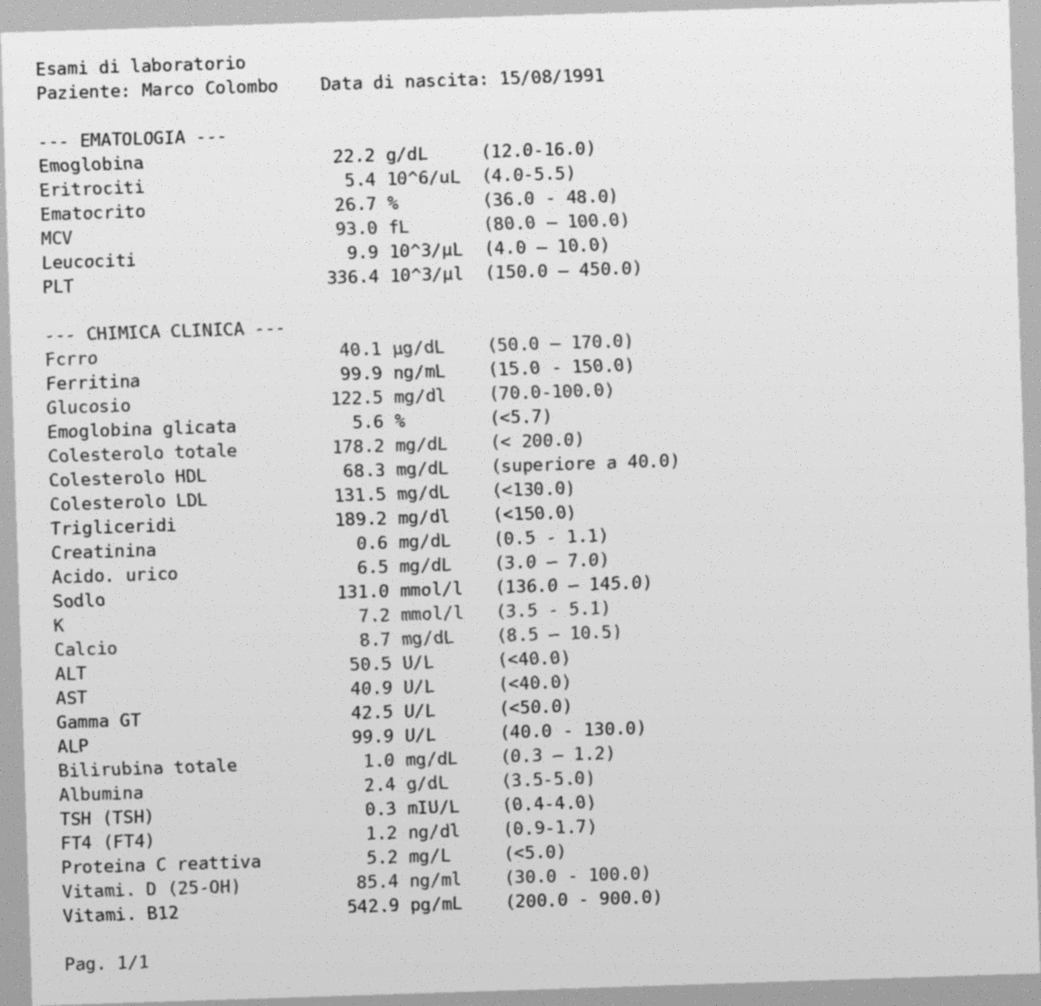 Esami di laboratorio
Paziente: Marco Colombo    Data di nascita: 15/08/1991

--- EMATOLOGIA ---
Emoglobina    22.2 g/dL    (12.0-16.0)
Eritrociti    5.4 10^6/uL    (4.0-5.5)
Ematocrito    26.7 %    (36.0 - 48.0)
MCV    93.0 fL    (80.0 – 100.0)
Leucociti    9.9 10^3/µL    (4.0 – 10.0)
PLT    336.4 10^3/µl    (150.0 – 450.0)

--- CHIMICA CLINICA ---
Fcrro    40.1 µg/dL    (50.0 – 170.0)
Ferritina    99.9 ng/mL    (15.0 - 150.0)
Glucosio    122.5 mg/dl    (70.0-100.0)
Emoglobina glicata    5.6 %    (<5.7)
Colesterolo totale    178.2 mg/dL    (< 200.0)
Colesterolo HDL    68.3 mg/dL    (superiore a 40.0)
Colesterolo LDL    131.5 mg/dL    (<130.0)
Trigliceridi    189.2 mg/dl    (<150.0)
Creatinina    0.6 mg/dL    (0.5 - 1.1)
Acido. urico    6.5 mg/dL    (3.0 – 7.0)
Sodlo    131.0 mmol/l    (136.0 – 145.0)
K    7.2 mmol/l    (3.5 - 5.1)
Calcio    8.7 mg/dL    (8.5 – 10.5)
ALT    50.5 U/L    (<40.0)
AST    40.9 U/L    (<40.0)
Gamma GT    42.5 U/L    (<50.0)
ALP    99.9 U/L    (40.0 - 130.0)
Bilirubina totale    1.0 mg/dL    (0.3 – 1.2)
Albumina    2.4 g/dL    (3.5-5.0)
TSH (TSH)    0.3 mIU/L    (0.4-4.0)
FT4 (FT4)    1.2 ng/dl    (0.9-1.7)
Proteina C reattiva    5.2 mg/L    (<5.0)
Vitami. D (25-OH)    85.4 ng/ml    (30.0 - 100.0)
Vitami. B12    542.9 pg/mL    (200.0 - 900.0)

Pag. 1/1